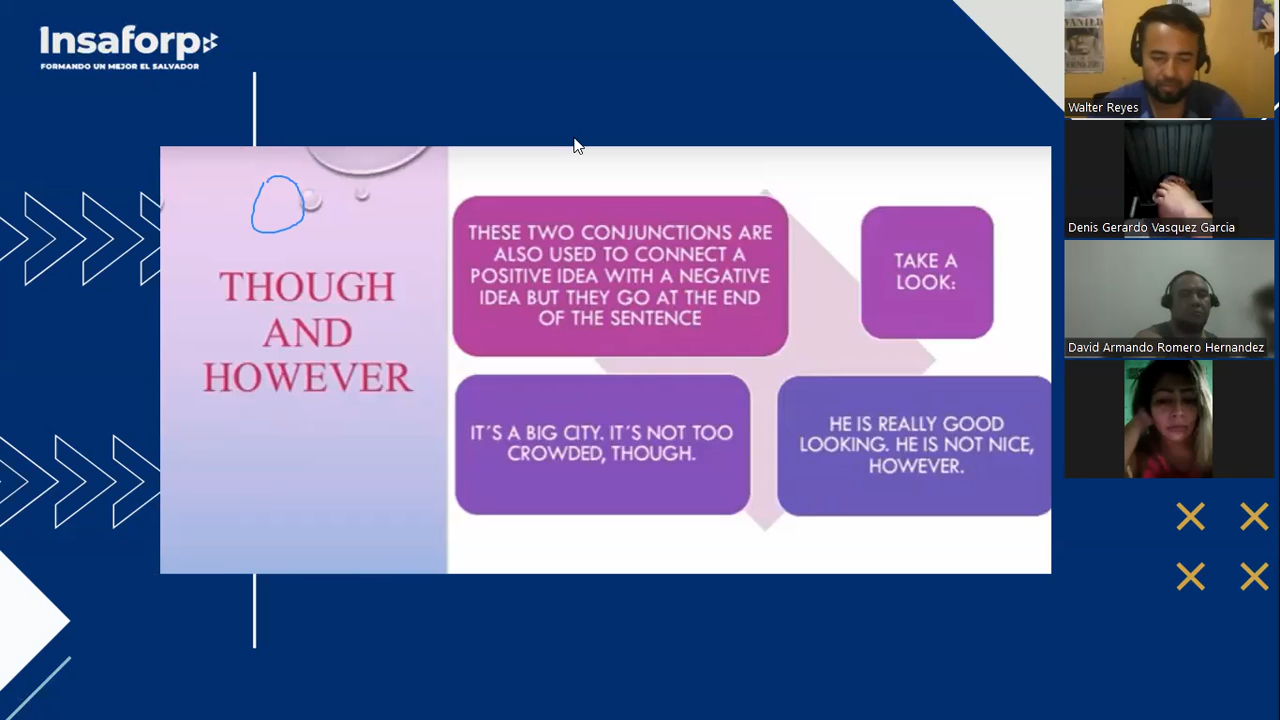 Insaforp
FORMANDO UN MEJOR EL SALVADOR
THOUGH
AND
HOWEVER
THESE TWO CONJUNCTIONS ARE
ALSO USED TO CONNECT A
POSITIVE IDEA WITH A NEGATIVE
IDEA BUT THEY GO AT THE END
OF THE SENTENCE
TAKE A
LOOK:
IT´S A BIG CITY. IT´S NOT TOO
CROWDED, THOUGH.
HE IS REALLY GOOD
LOOKING. HE IS NOT NICE,
HOWEVER.
WANTED
Walter Reyes
Denis Gerardo Vasquez Garcia
David Armando Romero Hernandez